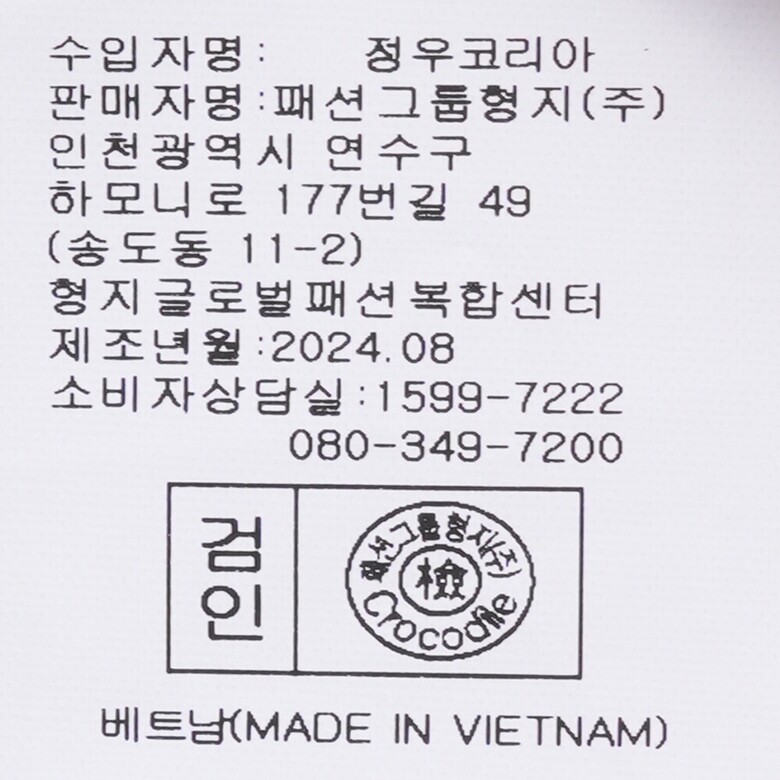 수입자명: 정우코리아
판매자명:패션그룹형지(주)
인천광역시 연수구
하모니로 177번길 49
(송도동 11-2)
형지글로벌패션복합센터
제조년월:2024.08
소비자상담실:1599-7222
080-349-7200
검인
패션그룹형지(주)
檢
Crocodile
베트남(MADE IN VIETNAM)